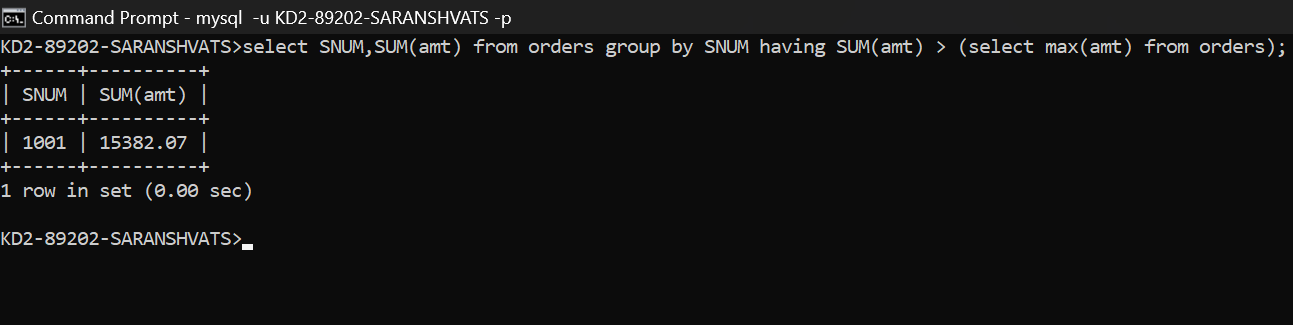 Command Prompt - mysql  -u KD2-89202-SARANSHVATS -p
KD2-89202-SARANSHVATS>select SNUM,SUM(amt) from orders group by SNUM having SUM(amt) > (select max(amt) from orders);
+------+----------+
| SNUM | SUM(amt) |
+------+----------+
| 1001 | 15382.07 |
+------+----------+
1 row in set (0.00 sec)
KD2-89202-SARANSHVATS>